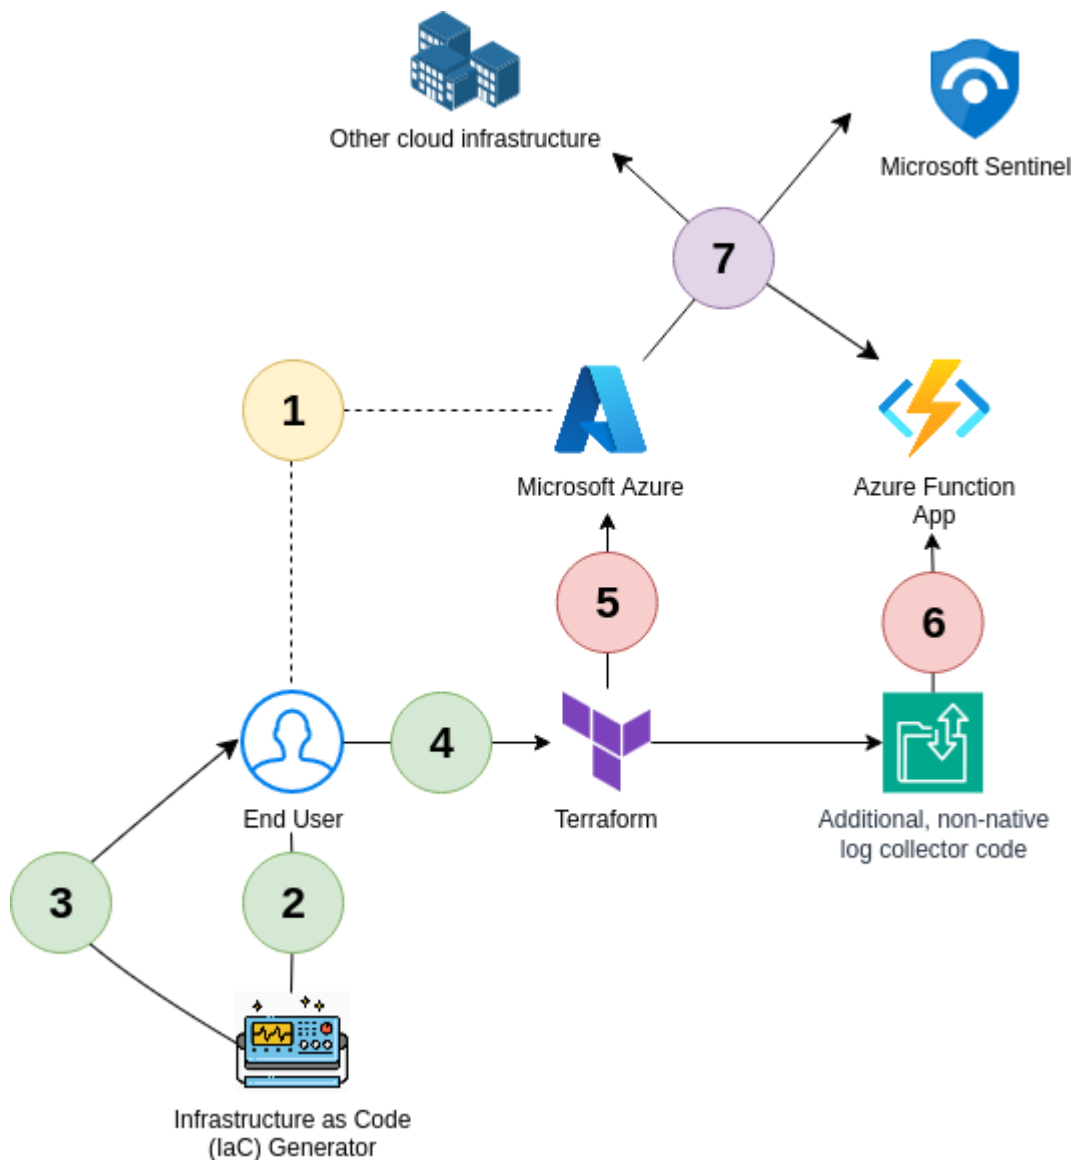 Other cloud infrastructure
Microsoft Sentinel
7
1
Microsoft Azure
Azure Function
App
5
6
4
End User
Terraform
Additional, non-native
log collector code
3
2
Infrastructure as Code
(IaC) Generator